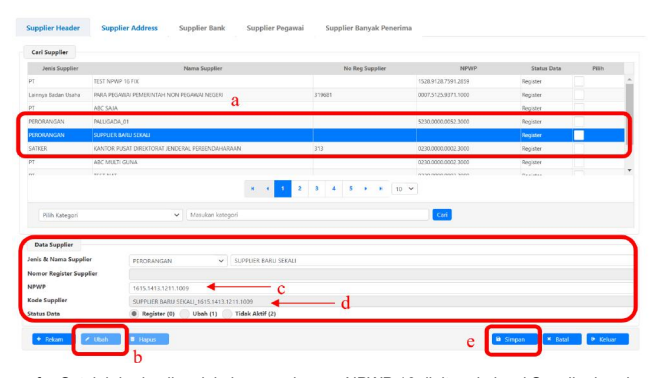 Supplier Header Supplier Address Supplier Bank Supplier Pegawai Supplier Banyak Penerima
Cari Supplier
Jenis Supplier Nama Supplier No Reg Supplier NPWP Status Data Pilih
PT TEST NPWP 16 FIX 1528.9128.7591.2859 Register
Lainnya Badan Usaha PARA PEGAWAI PEMERINTAH NON PEGAWAI NEGERI 319681 0007.5125.9371.1000 Register
PT ABC SAJA Register
a
PERORANGAN PALUGADA_01 5230.0000.0052.3000 Register
PERORANGAN SUPPLIER BARU SEKALI Register
SATKER KANTOR PUSAT DIREKTORAT JENDERAL PERBENDAHARAAN 313 0230.0000.0002.3000 Register
PT ABC MULTI GUNA 0230.0000.0002.3000 Register
« 1 2 3 4 5 » 10
Pilih Kategori Masukan kategori Cari
Data Supplier
Jenis & Nama Supplier PERORANGAN SUPPLIER BARU SEKALI
Nomor Register Supplier
NPWP 1615.1413.1211.1009 c
Kode Supplier SUPPLIER BARU SEKALI_1615.1413.1211.1009 d
Status Data Register (0) Ubah (1) Tidak Aktif (2)
Rekam Ubah Hapus e Simpan Batal Keluar
b